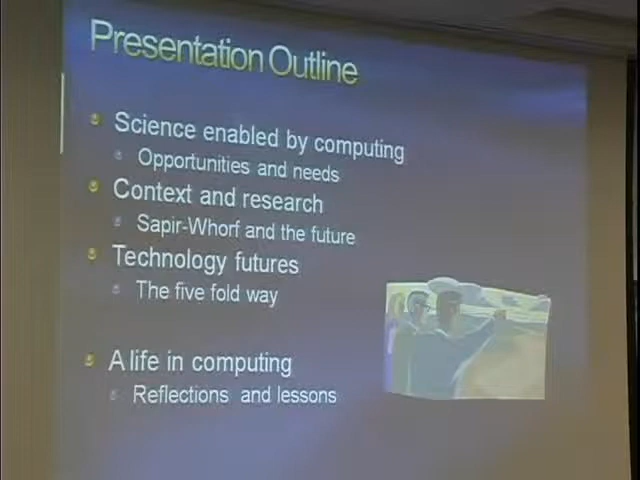 Presentation Outline
Science enabled by computing
Opportunities and needs
Context and research
Sapir-Whorf and the future
Technology futures
The five fold way
A life in computing
Reflections and lessons